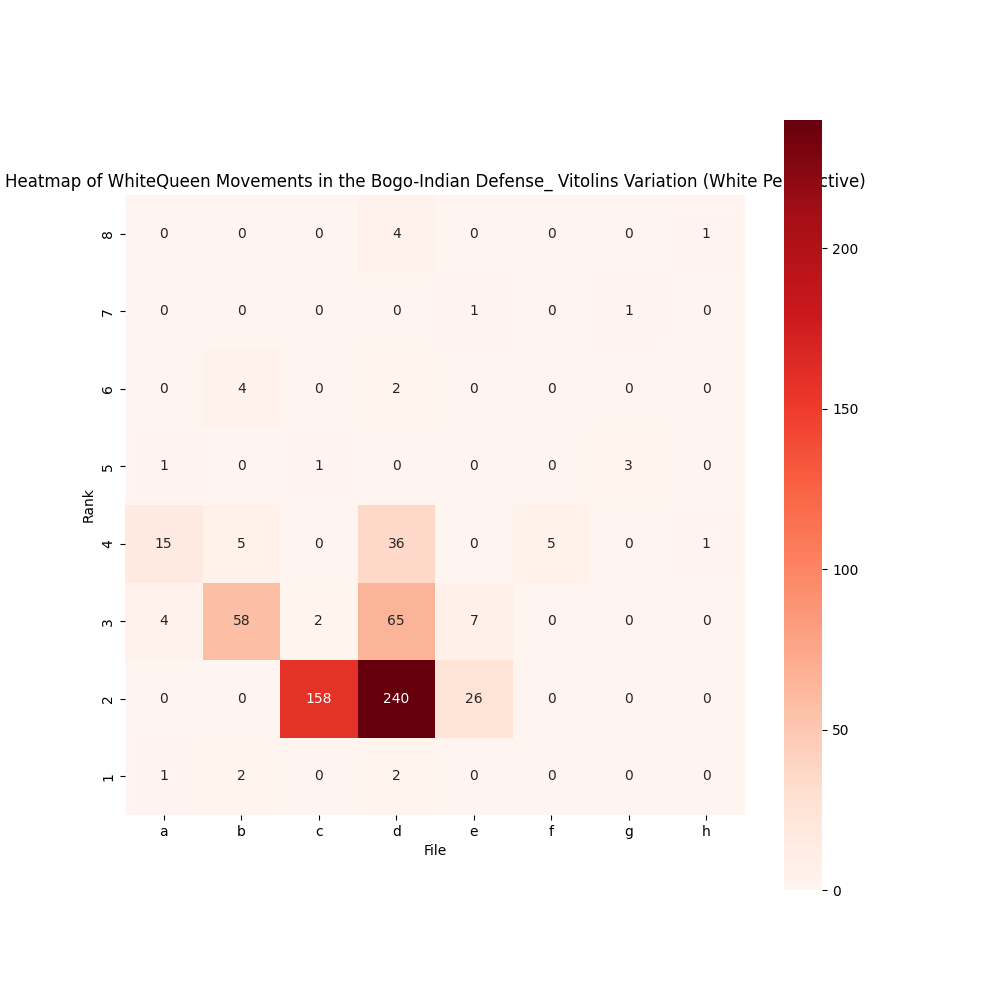 Heatmap of WhiteQueen Movements in the Bogo-Indian Defense_ Vitolins Variation (White Pe ctive)
8 0 0 0 4 0 0 0 1
7 0 0 0 0 1 0 1 0
6 0 4 0 2 0 0 0 0
5 1 0 1 0 0 0 3 0
4 15 5 0 36 0 5 0 1
3 4 58 2 65 7 0 0 0
2 0 0 158 240 26 0 0 0
1 1 2 0 2 0 0 0 0
a b c d e f g h
Rank
File
200
150
100
50
0